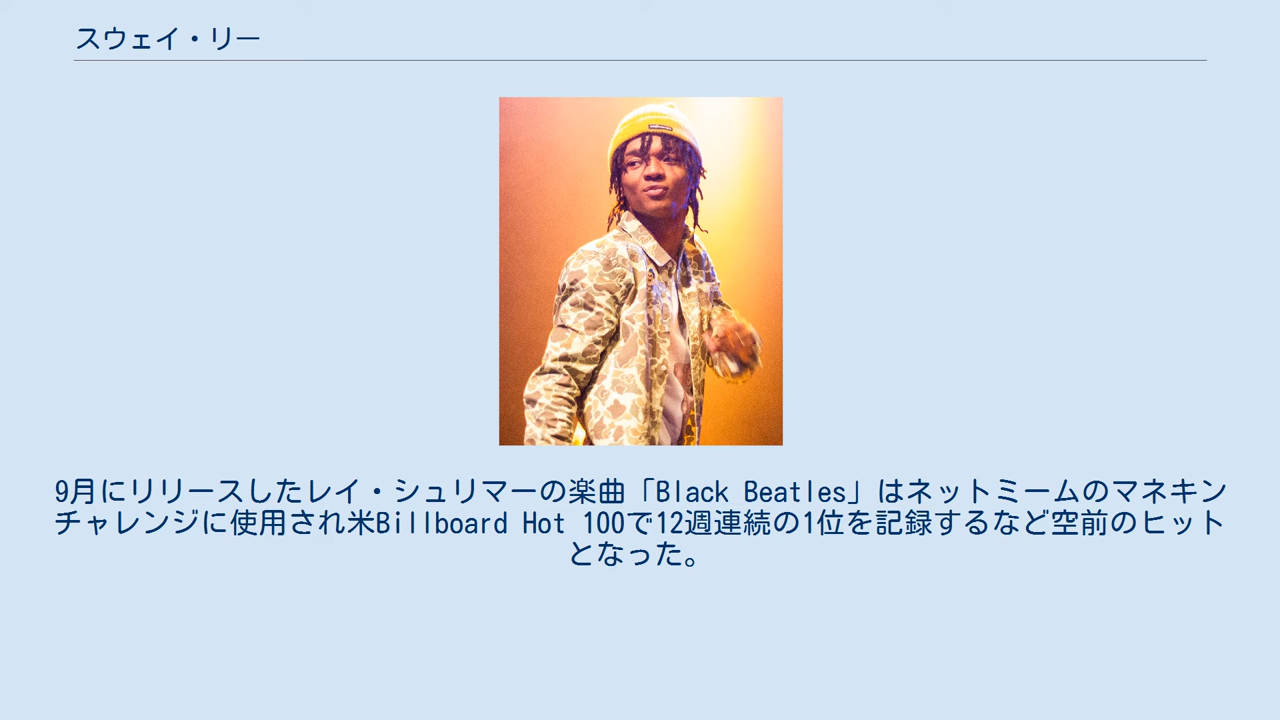 スウェイ・リー
9月にリリースしたレイ・シュリマーの楽曲「Black Beatles」はネットミームのマネキン
チャレンジに使用され米Billboard Hot 100で12週連続の1位を記録するなど空前のヒット
となった。